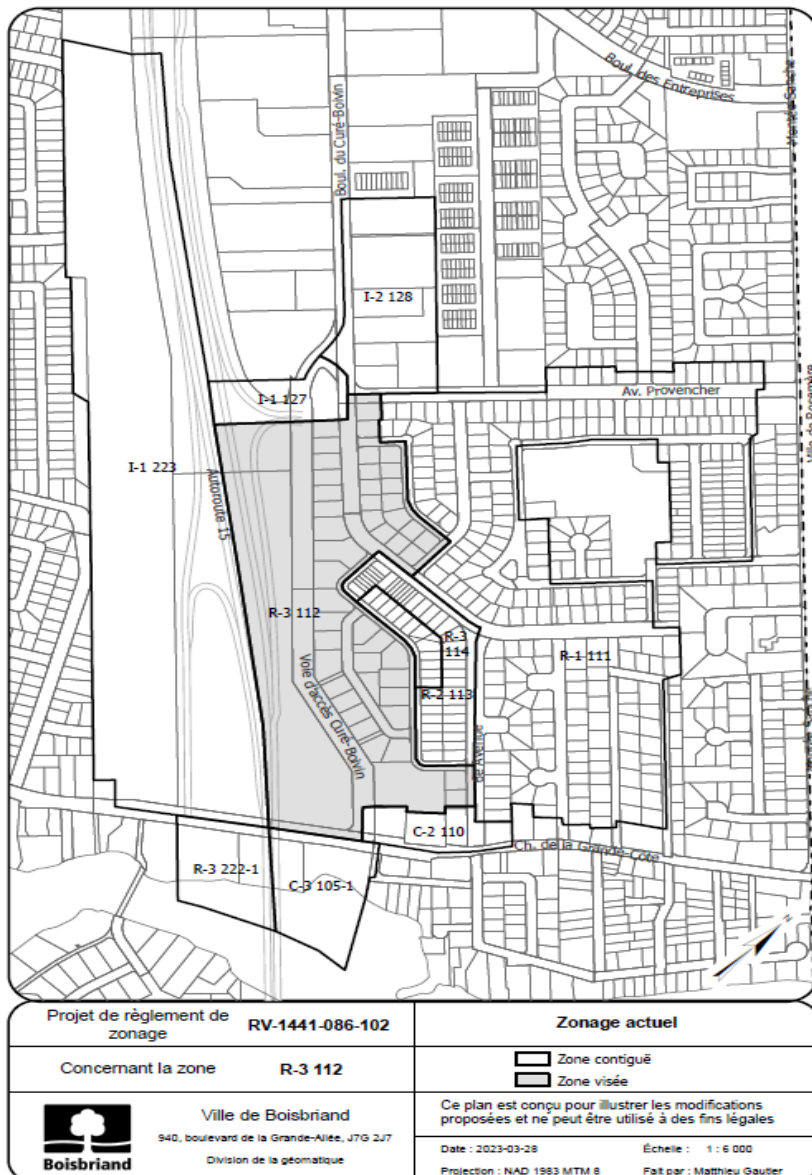 Boul. des Entreprises
Boul. du Curé-Boivin
I-2 128
Av. Provencher
I-1 127
Ville de Rosemère
I-1 223
Autoroute 15
R-3 112
R-3
114
R-1 111
R-2 113
Voie d'accès Curé-Boivin
4e Avenue
C-2 110
Ch. de la Grande-Côte
R-3 222-1
C-3 105-1
N
Projet de règlement de
zonage
RV-1441-086-102
Zonage actuel
Concernant la zone
R-3 112
Zone contiguë
Zone visée
Ville de Boisbriand
940, boulevard de la Grande-Allée, J7G 2J7
Division de la géomatique
Boisbriand
Ce plan est conçu pour illustrer les modifications
proposées et ne peut être utilisé à des fins légales
Date : 2023-03-28
Échelle : 1 : 6 000
Projection : NAD 1983 MTM 8
Fait par : Matthieu Gautier